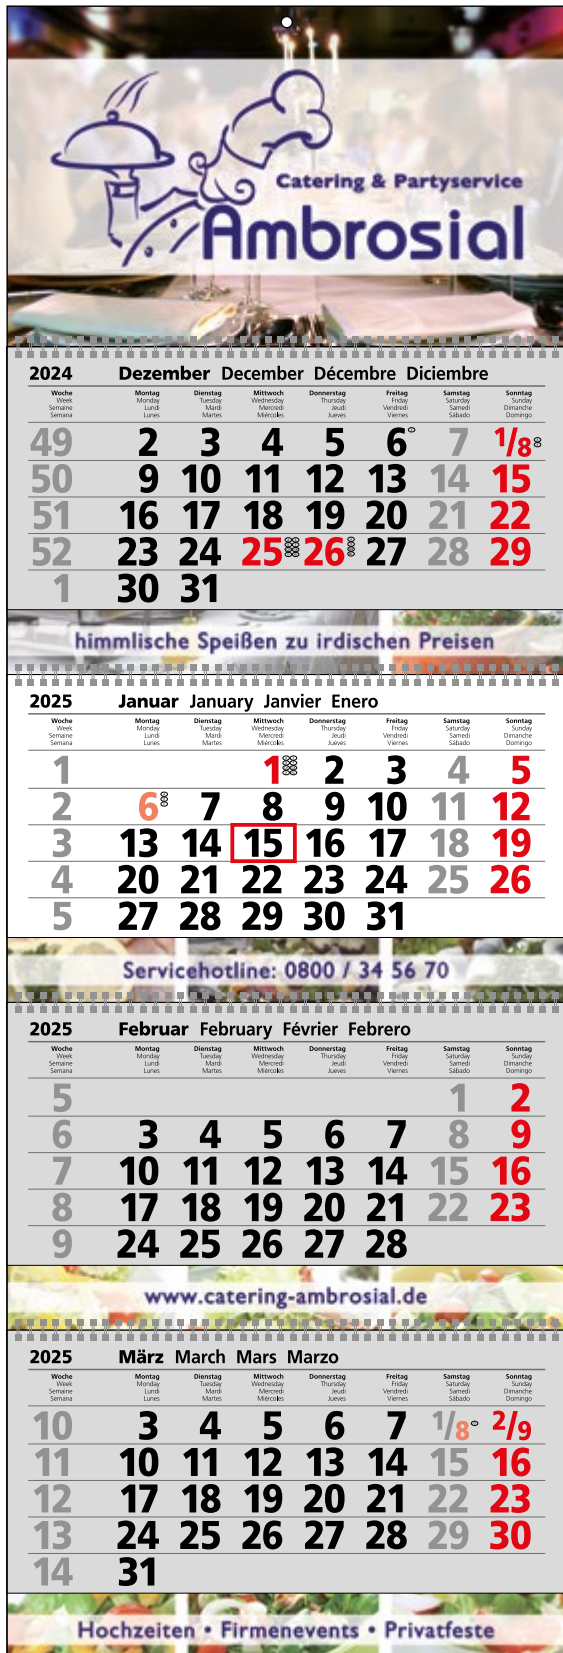 Catering & Partyservice
Ambrosial
2024 Dezember December Décembre Diciembre
Woche Montag Dienstag Mittwoch Donnerstag Freitag Samstag Sonntag
Week Monday Tuesday Wednesday Thursday Friday Saturday Sunday
Semaine Lundi Mardi Mercredi Jeudi Vendredi Samedi Dimanche
Semana Lunes Martes Miércoles Jueves Viernes Sábado Domingo
49 2 3 4 5 6 7 1/8
50 9 10 11 12 13 14 15
51 16 17 18 19 20 21 22
52 23 24 25 26 27 28 29
1 30 31
himmlische Speißen zu irdischen Preisen
2025 Januar January Janvier Enero
Woche Montag Dienstag Mittwoch Donnerstag Freitag Samstag Sonntag
Week Monday Tuesday Wednesday Thursday Friday Saturday Sunday
Semaine Lundi Mardi Mercredi Jeudi Vendredi Samedi Dimanche
Semana Lunes Martes Miércoles Jueves Viernes Sábado Domingo
1 1 2 3 4 5
2 6 7 8 9 10 11 12
3 13 14 15 16 17 18 19
4 20 21 22 23 24 25 26
5 27 28 29 30 31
Servicehotline: 0800 / 34 56 70
2025 Februar February Février Febrero
Woche Montag Dienstag Mittwoch Donnerstag Freitag Samstag Sonntag
Week Monday Tuesday Wednesday Thursday Friday Saturday Sunday
Semaine Lundi Mardi Mercredi Jeudi Vendredi Samedi Dimanche
Semana Lunes Martes Miércoles Jueves Viernes Sábado Domingo
5 1 2
6 3 4 5 6 7 8 9
7 10 11 12 13 14 15 16
8 17 18 19 20 21 22 23
9 24 25 26 27 28
www.catering-ambrosial.de
2025 März March Mars Marzo
Woche Montag Dienstag Mittwoch Donnerstag Freitag Samstag Sonntag
Week Monday Tuesday Wednesday Thursday Friday Saturday Sunday
Semaine Lundi Mardi Mercredi Jeudi Vendredi Samedi Dimanche
Semana Lunes Martes Miércoles Jueves Viernes Sábado Domingo
10 3 4 5 6 7 1/8 2/9
11 10 11 12 13 14 15 16
12 17 18 19 20 21 22 23
13 24 25 26 27 28 29 30
14 31
Hochzeiten • Firmenevents • Privatfeste